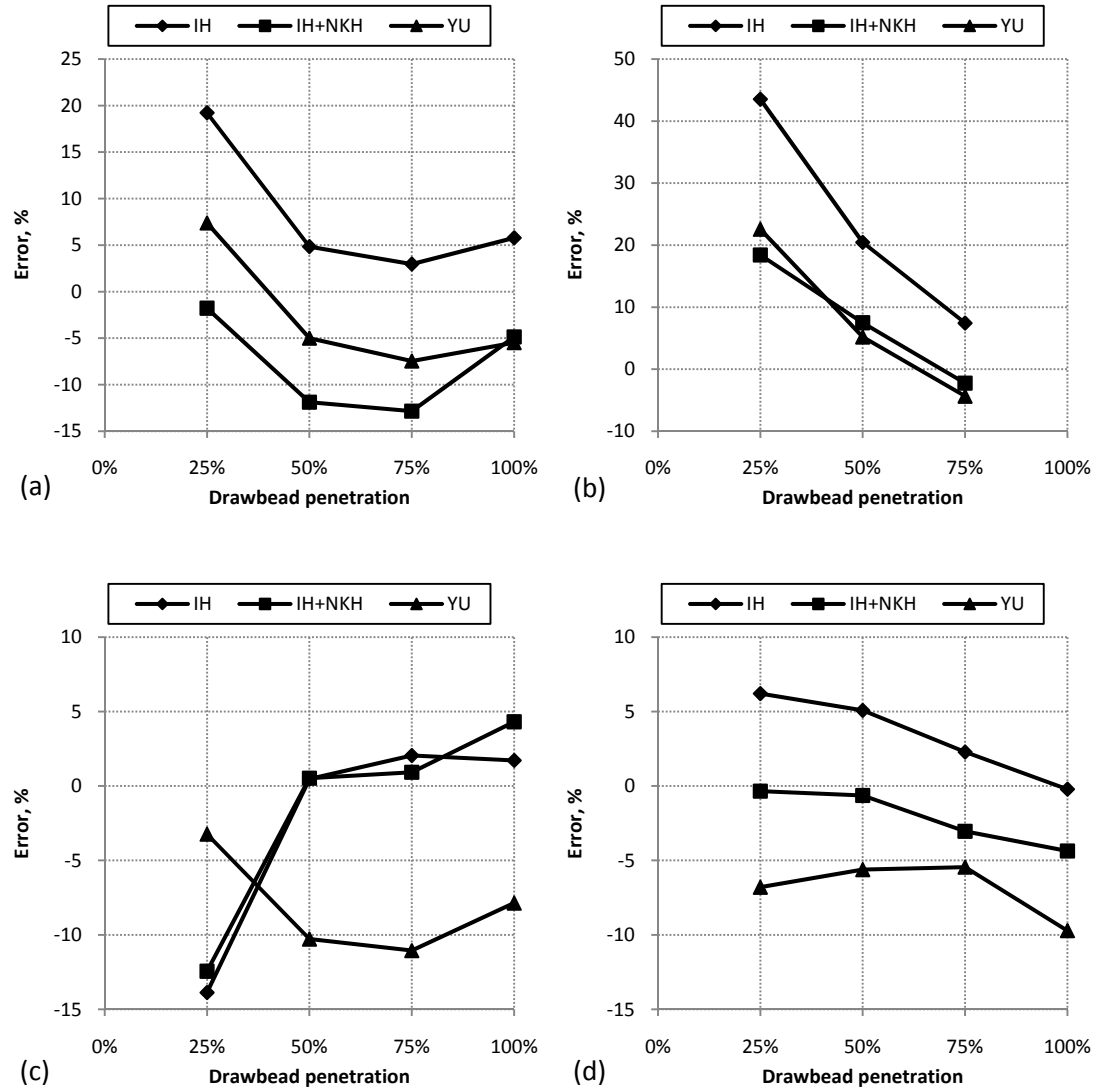 IH IH+NKH YU
25
20
15
10
5
0
-5
-10
-15
0% 25% 50% 75% 100%
Error, %
Drawbead penetration
(a)
IH IH+NKH YU
50
40
30
20
10
0
-10
0% 25% 50% 75% 100%
Error, %
Drawbead penetration
(b)
IH IH+NKH YU
10
5
0
-5
-10
-15
0% 25% 50% 75% 100%
Error, %
Drawbead penetration
(c)
IH IH+NKH YU
10
5
0
-5
-10
-15
0% 25% 50% 75% 100%
Error, %
Drawbead penetration
(d)